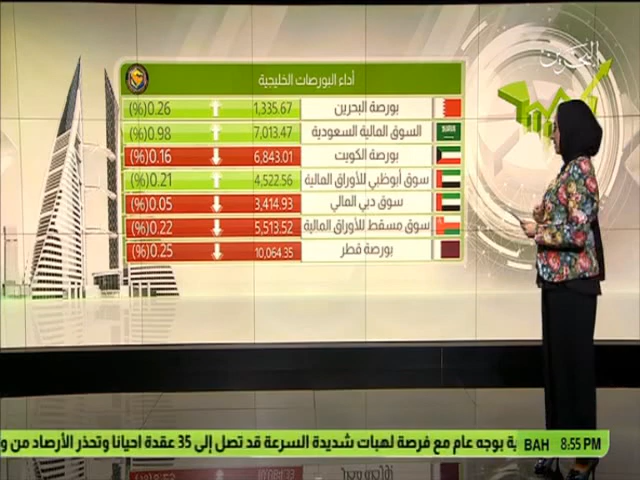 البحرين
أداء البورصات الخليجية
بورصة البحرين 1,335.67 0.26(%)
السوق المالية السعودية 7,013.47 0.98(%)
بورصة الكويت 6,843.01 0.16(%)
سوق أبوظبي للأوراق المالية 4,522.56 0.21(%)
سوق دبي المالي 3,414.93 0.05(%)
سوق مسقط للأوراق المالية 5,513.52 0.22(%)
بورصة قطر 10,064.35 0.25(%)
ية بوجه عام مع فرصة لهبات شديدة السرعة قد تصل إلى 35 عقدة احيانا وتحذر الأرصاد من و
BAH 8:55 PM